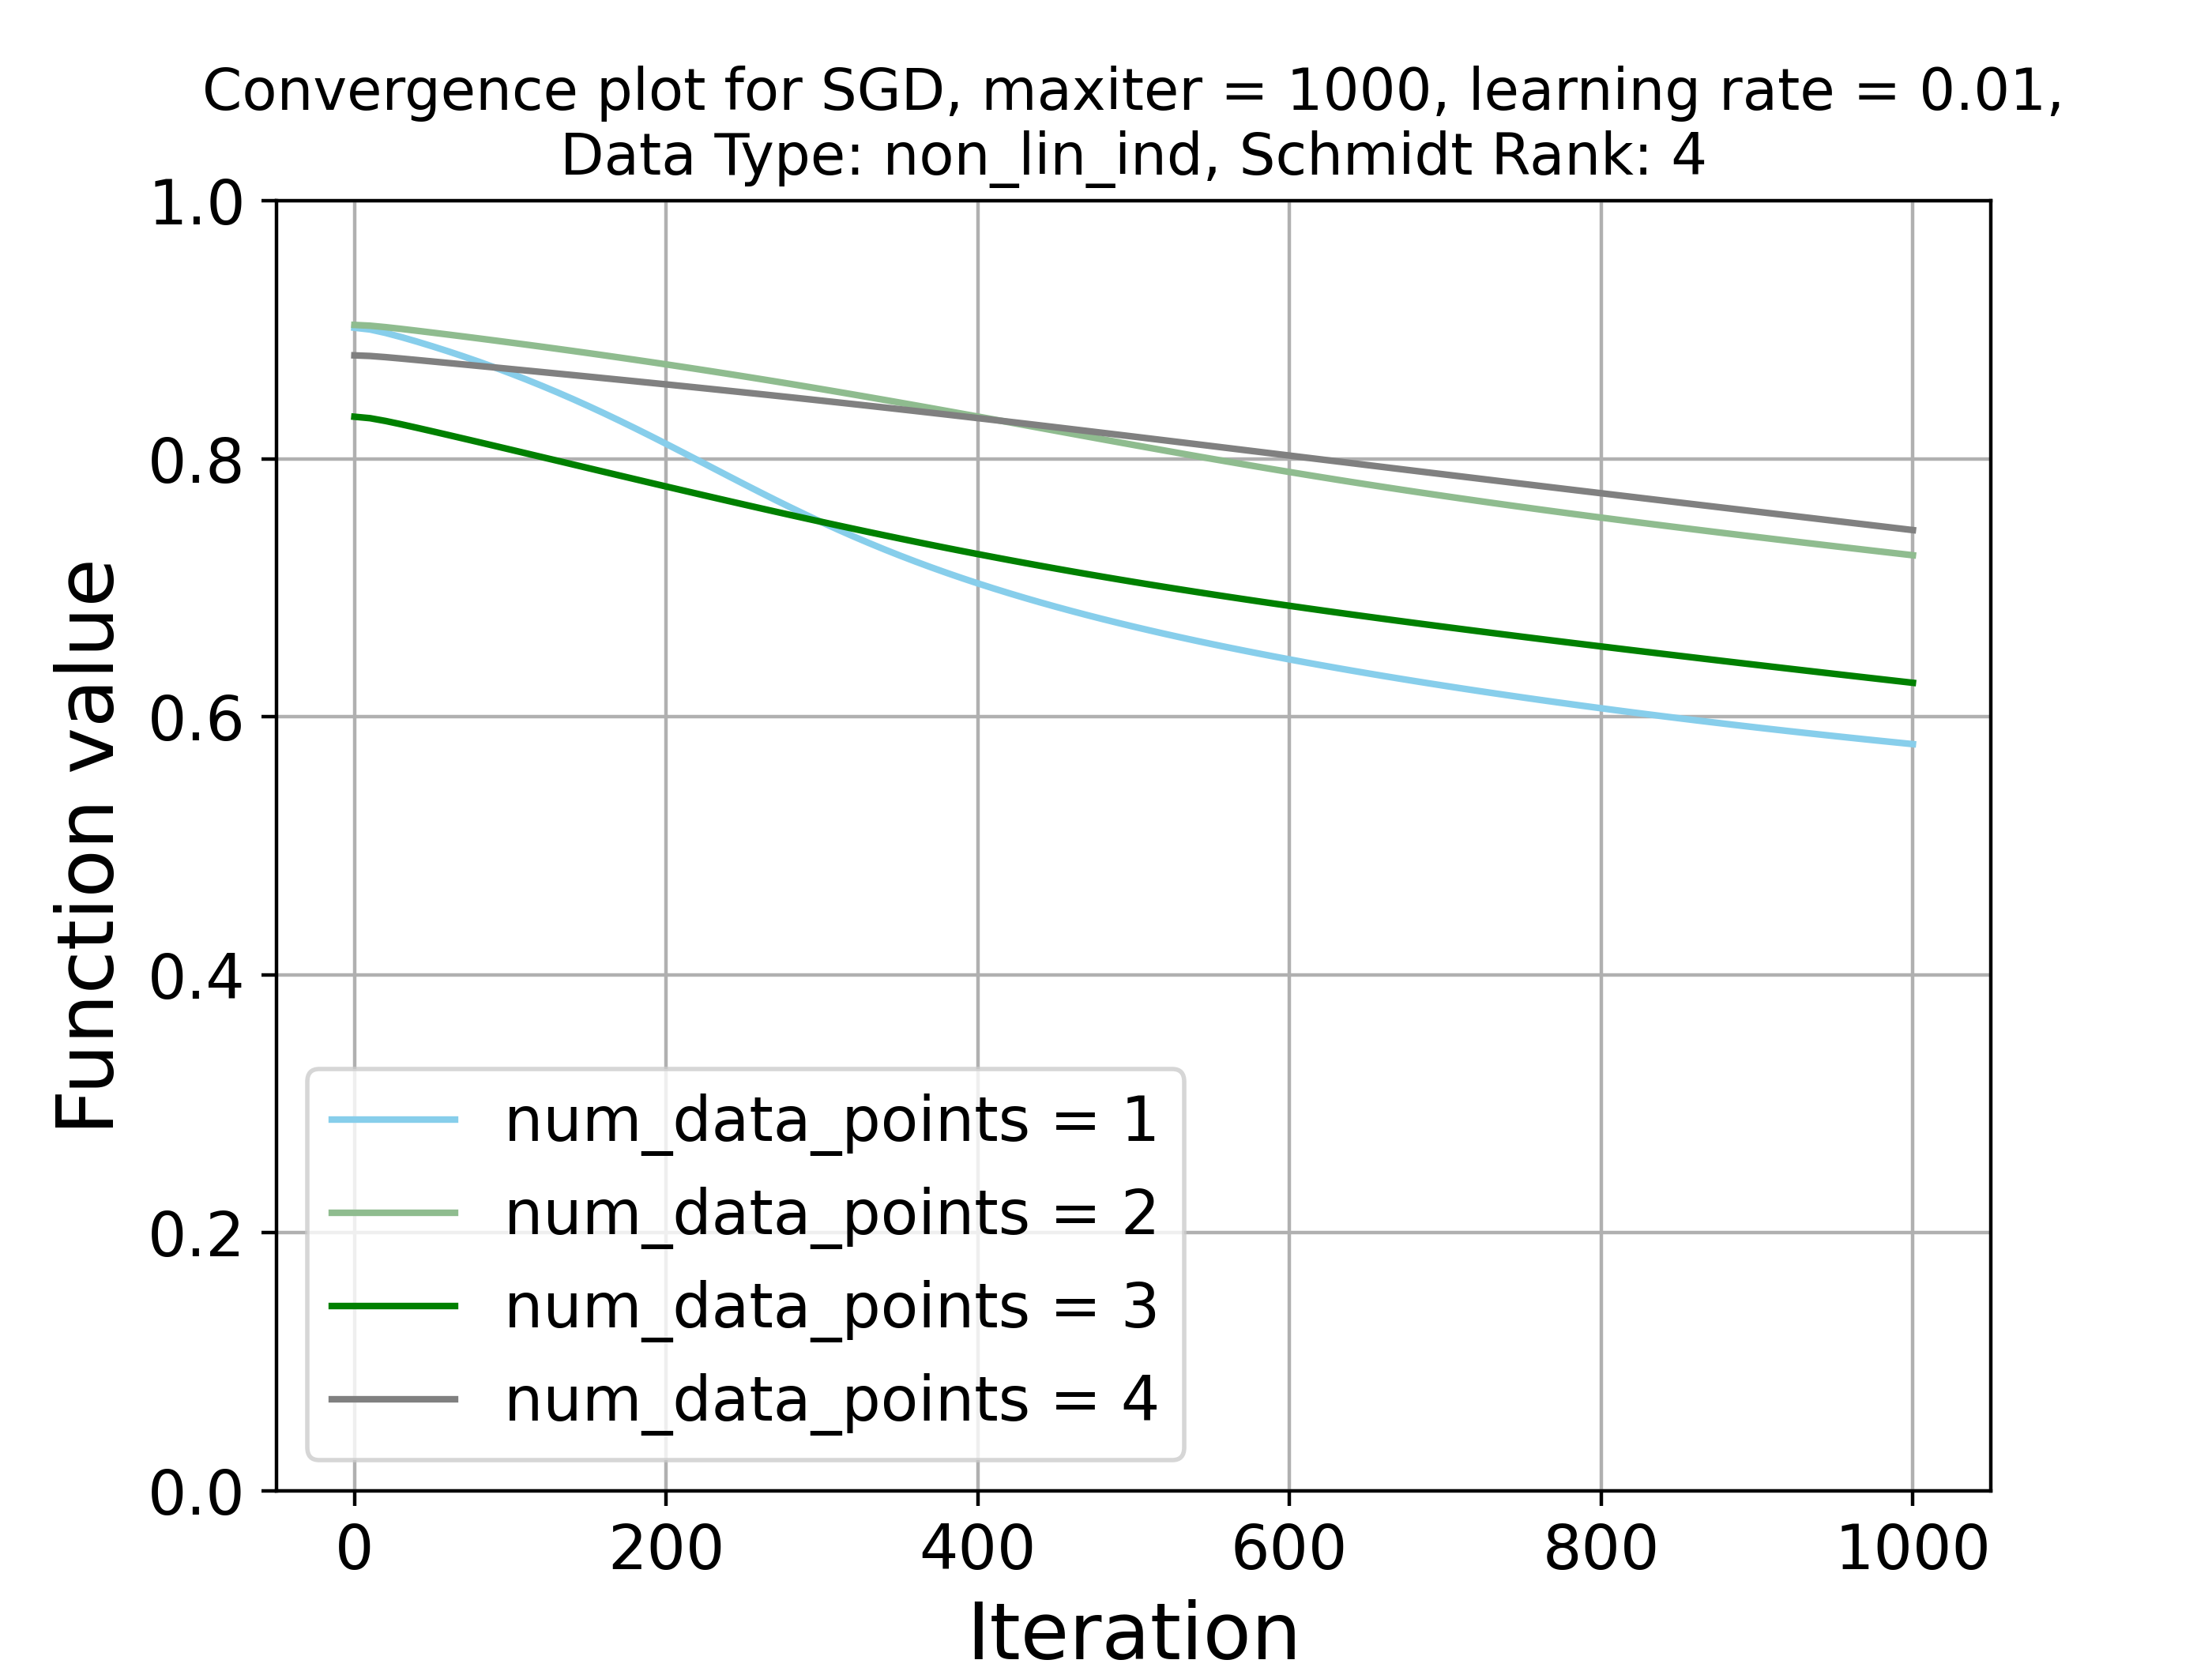 Convergence plot for SGD, maxiter = 1000, learning rate = 0.01,
Data Type: non_lin_ind, Schmidt Rank: 4
1.0
0.8
0.6
0.4
0.2
0.0
Function value
num_data_points = 1
num_data_points = 2
num_data_points = 3
num_data_points = 4
0 200 400 600 800 1000
Iteration